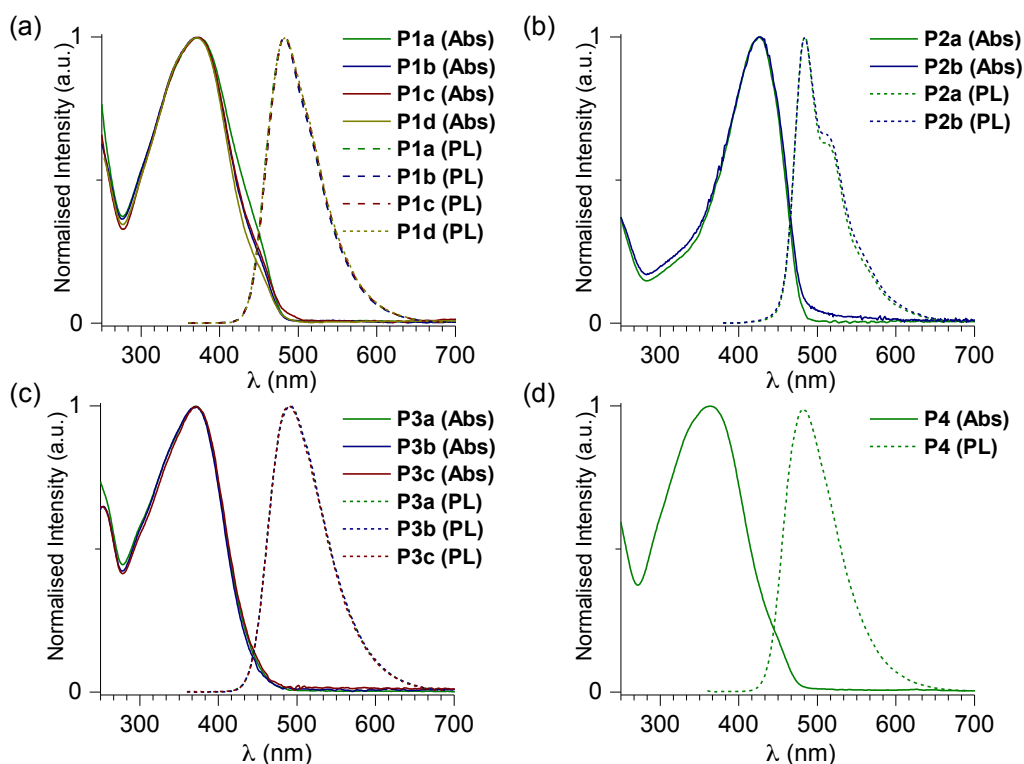 (a)
Normalised Intensity (a.u.)
1
0
300 400 500 600 700
λ (nm)
P1a (Abs)
P1b (Abs)
P1c (Abs)
P1d (Abs)
P1a (PL)
P1b (PL)
P1c (PL)
P1d (PL)
(b)
Normalised Intensity (a.u.)
1
0
300 400 500 600 700
λ (nm)
P2a (Abs)
P2b (Abs)
P2a (PL)
P2b (PL)
(c)
Normalised Intensity (a.u.)
1
0
300 400 500 600 700
λ (nm)
P3a (Abs)
P3b (Abs)
P3c (Abs)
P3a (PL)
P3b (PL)
P3c (PL)
(d)
Normalised Intensity (a.u.)
1
0
300 400 500 600 700
λ (nm)
P4 (Abs)
P4 (PL)